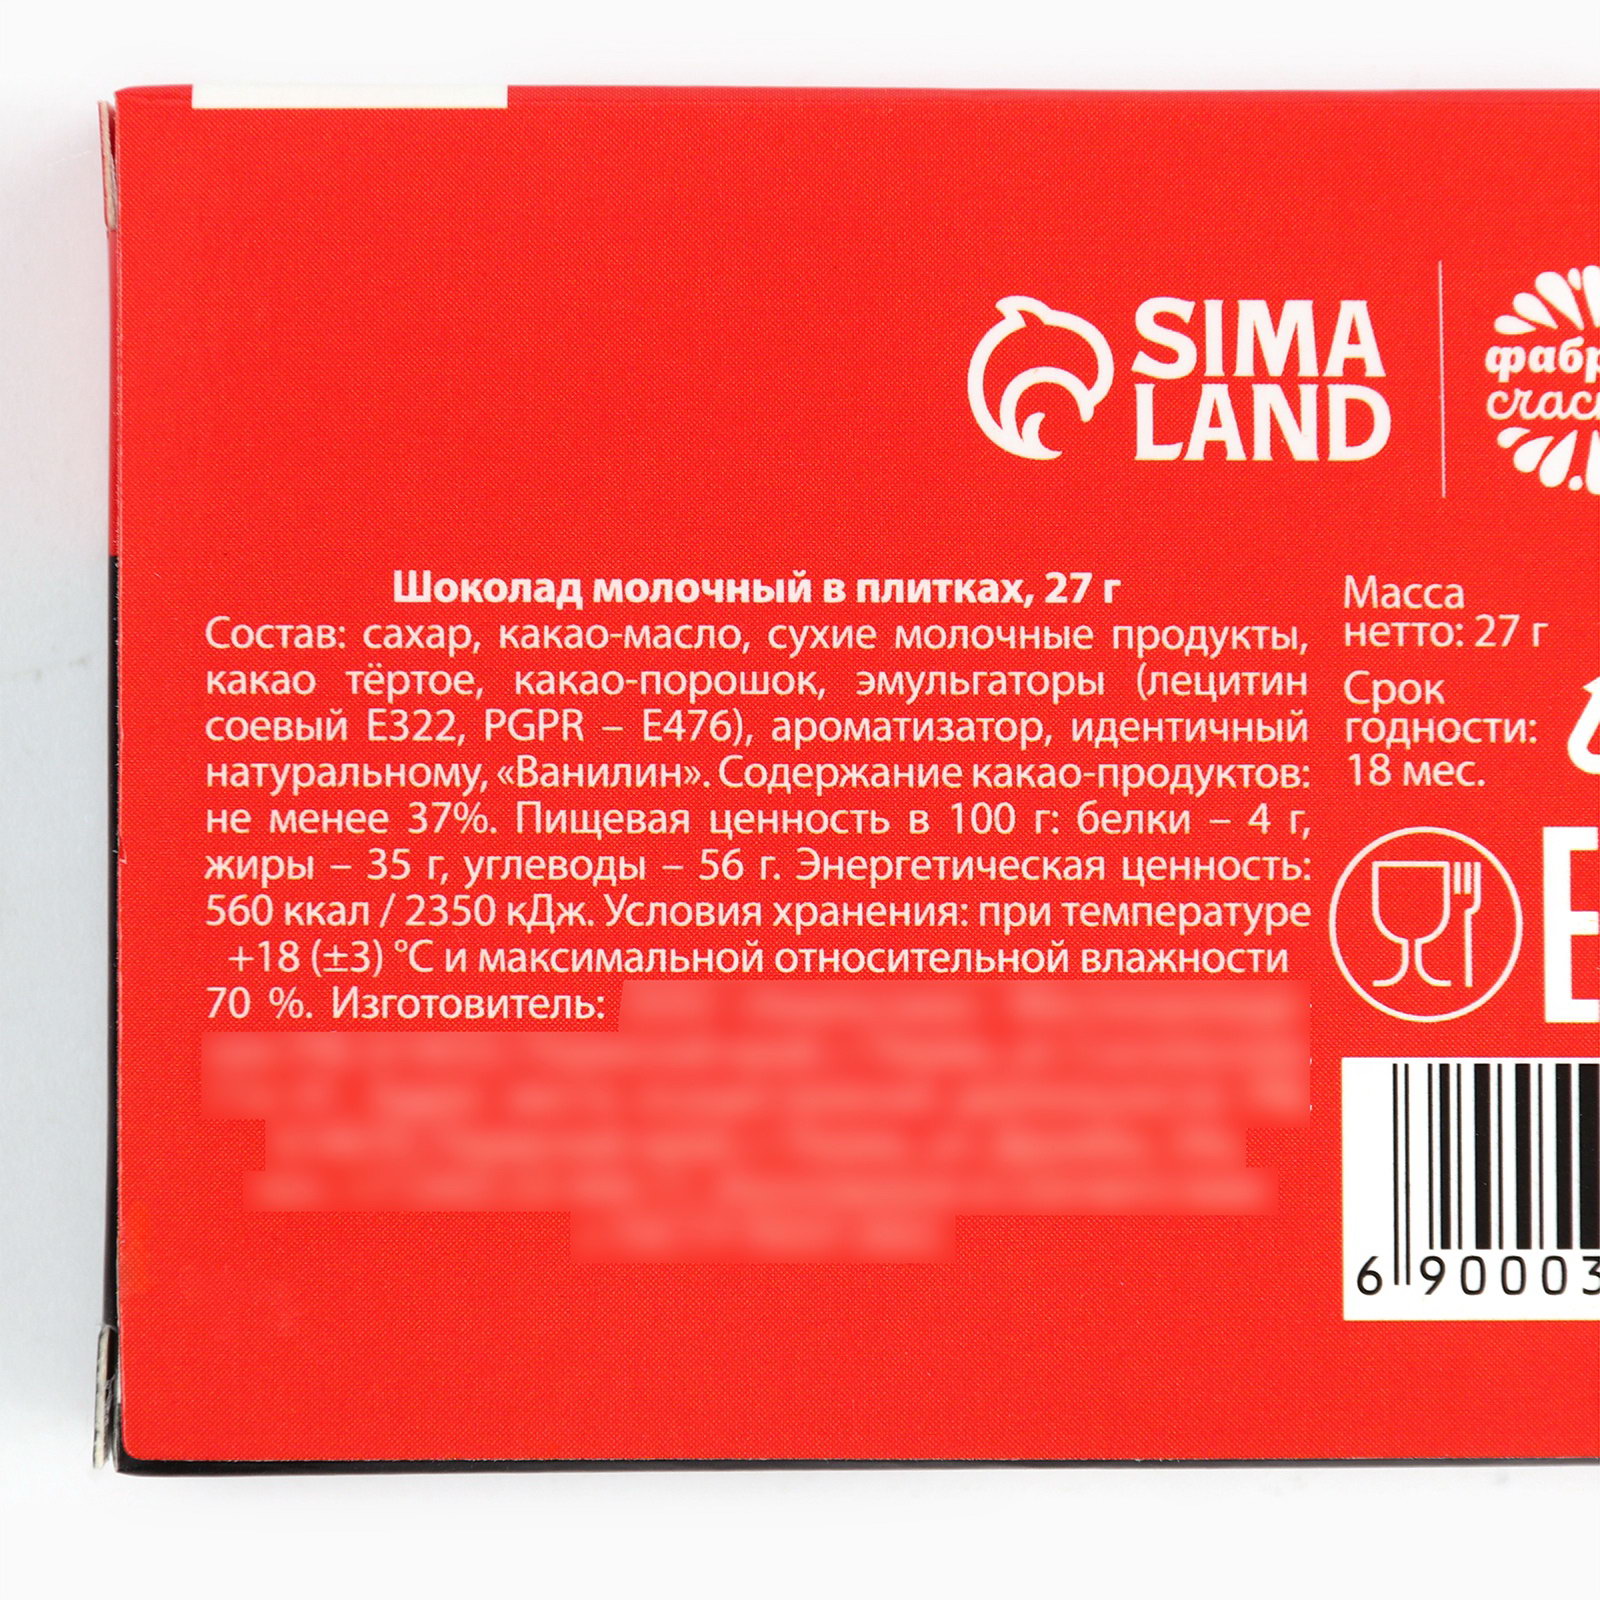 SIMA
LAND
Шоколад молочный в плитках, 27 г
Состав: сахар, какао-масло, сухие молочные продукты,
какао тёртое, какао-порошок, эмульгаторы (лецитин
соевый Е322, PGPR – Е476), ароматизатор, идентичный
натуральному, «Ванилин». Содержание какао-продуктов:
не менее 37%. Пищевая ценность в 100 г: белки – 4 г,
жиры – 35 г, углеводы – 56 г. Энергетическая ценность:
560 ккал / 2350 кДж. Условия хранения: при температуре
+18 (±3) °С и максимальной относительной влажности
70 %. Изготовитель:
Масса
нетто: 27 г
Срок
годности:
18 мес.
6 90003